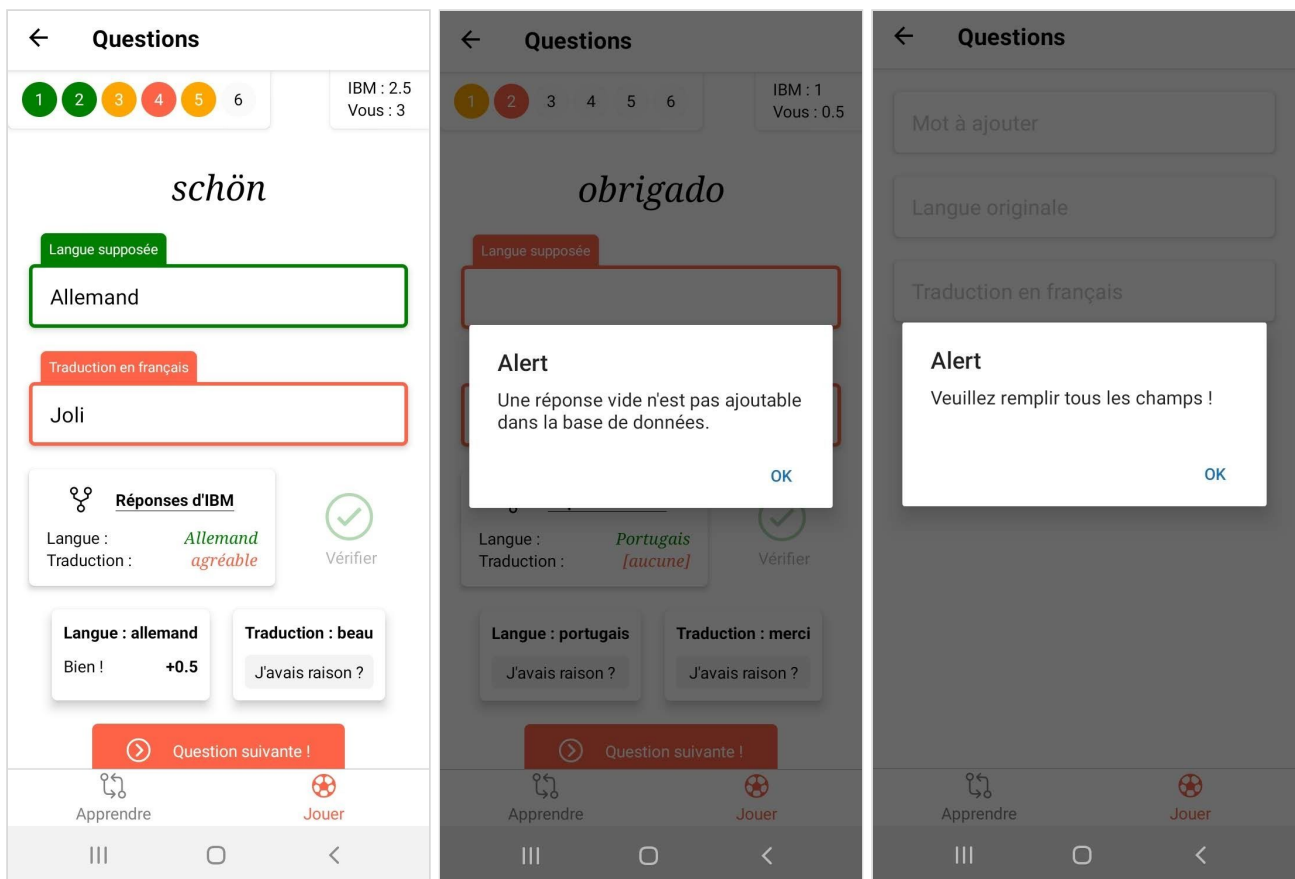 Questions
1 2 3 4 5 6
IBM : 2.5
Vous : 3
schön
Langue supposée
Allemand
Traduction en français
Joli
Réponses d'IBM
Langue : Allemand
Traduction : agréable
Vérifier
Langue : allemand
Bien ! +0.5
Traduction : beau
J'avais raison ?
Question suivante !
Apprendre
Jouer
Questions
1 2 3 4 5 6
IBM : 1
Vous : 0.5
obrigado
Langue supposée
Alert
Une réponse vide n'est pas ajoutable
dans la base de données.
OK
Langue : Portugais
Traduction : [aucune]
Vérifier
Langue : portugais
J'avais raison ?
Traduction : merci
J'avais raison ?
Question suivante !
Apprendre
Jouer
Questions
Mot à ajouter
Langue originale
Traduction en français
Alert
Veuillez remplir tous les champs !
OK
Apprendre
Jouer